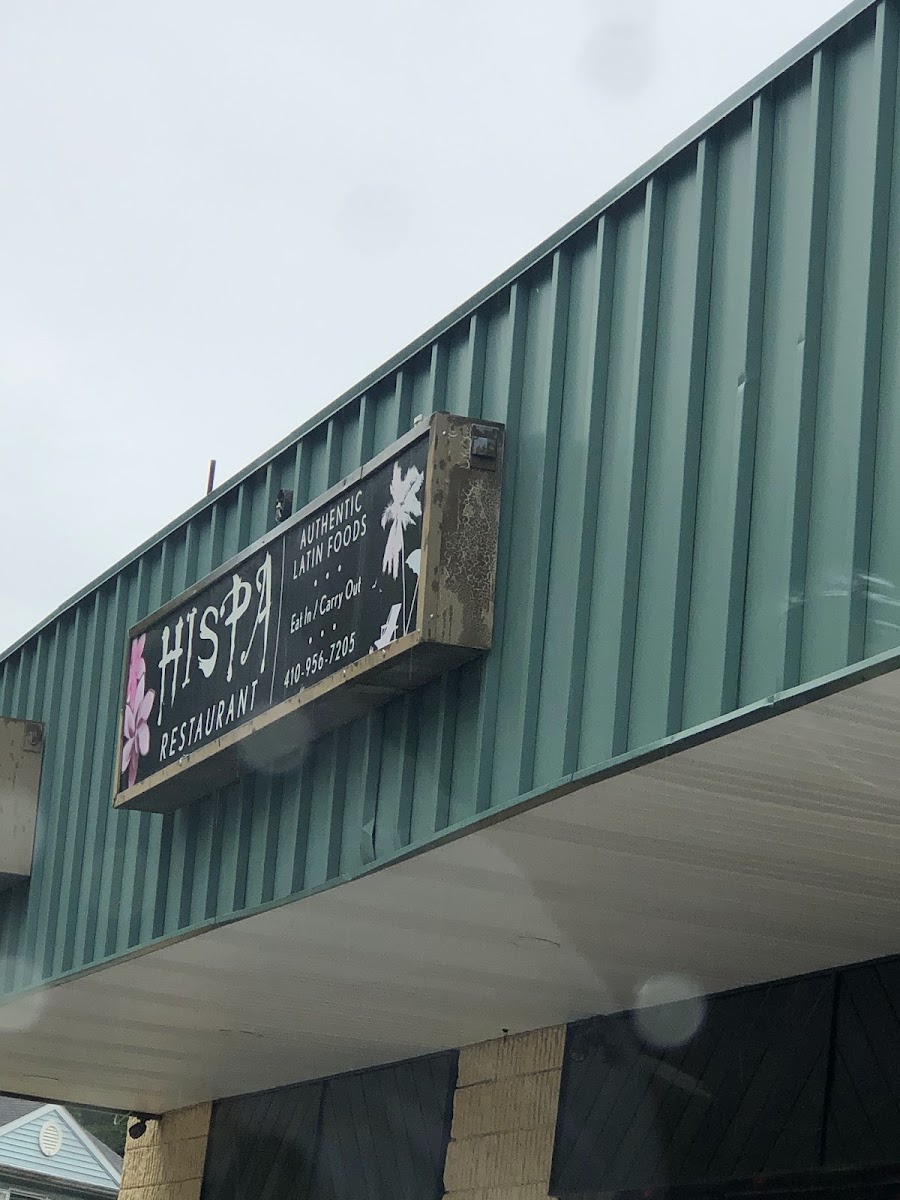 HISPA
RESTAURANT
AUTHENTIC
LATIN FOODS
Eat In / Carry Out
410-956-7205